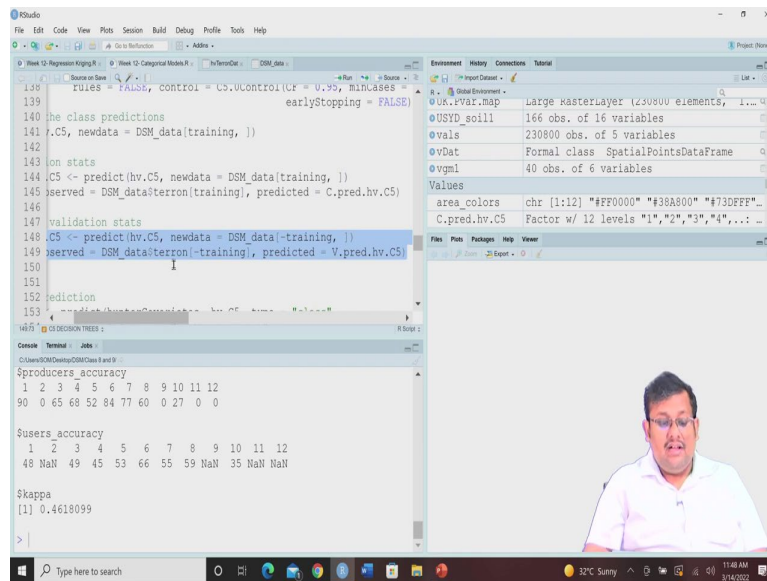 RStudio
File Edit Code View Plots Session Build Debug Profile Tools Help
Go to file/function
Addins
Project: (None
Week 12- Regression Kriging.R
Week 12- Categorical Models.R
hvTerronDat
DSM_data
Source on Save
Run
Source
138 rules = FALSE, control = C5.0Control(CF = 0.95, minCases =
139 earlyStopping = FALSE)
140 the class predictions
141 .C5, newdata = DSM_data[training, ])
142
143 on stats
144 .C5 <- predict(hv.C5, newdata = DSM_data[training, ])
145 bserved = DSM_data$terron[training], predicted = C.pred.hv.C5)
146
147 validation stats
148 .C5 <- predict(hv.C5, newdata = DSM_data[-training, ])
149 bserved = DSM_data$terron[-training], predicted = V.pred.hv.C5)
150
151
152 ediction
153
149:73 C5 DECISION TREES
R Script
Console Terminal Jobs
C:/Users/SOM/Desktop/DSM/Class 8 and 9/
$producers_accuracy
1 2 3 4 5 6 7 8 9 10 11 12
90 0 65 68 52 84 77 60 0 27 0 0
$users_accuracy
1 2 3 4 5 6 7 8 9 10 11 12
48 NaN 49 45 53 66 55 59 NaN 35 NaN NaN
$kappa
[1] 0.4618099
>
Environment History Connections Tutorial
Import Dataset
List
R Global Environment
UK.Pvar.map Large RasterLayer (230800 elements, 1...
USYD_soil1 166 obs. of 16 variables
vals 230800 obs. of 5 variables
vDat Formal class SpatialPointsDataFrame
vgm1 40 obs. of 6 variables
Values
area_colors chr [1:12] "#FF0000" "#38A800" "#73DFFF"...
C.pred.hv.C5 Factor w/ 12 levels "1","2","3","4",..: ...
Files Plots Packages Help Viewer
Zoom Export
Type here to search
32°C Sunny
11:48 AM
3/14/2022